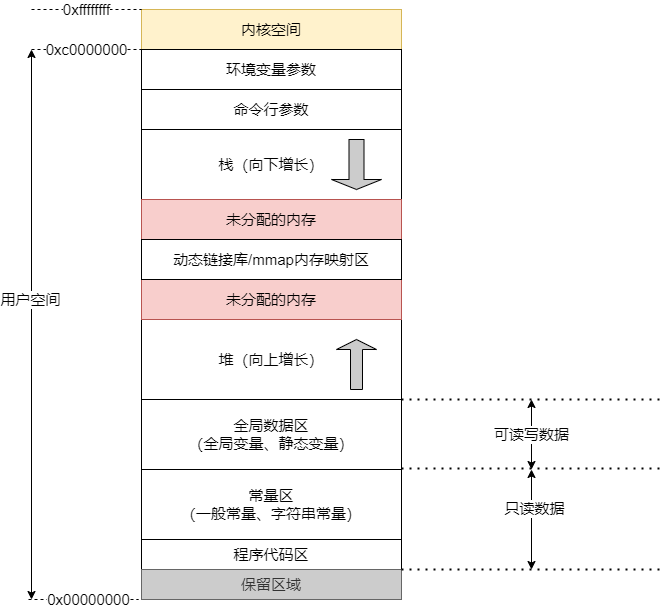 0xffffffff
内核空间
0xc0000000
环境变量参数
命令行参数
栈（向下增长）
未分配的内存
动态链接库/mmap内存映射区
用户空间
未分配的内存
堆（向上增长）
全局数据区
（全局变量、静态变量）
可读写数据
常量区
（一般常量、字符串常量）
只读数据
程序代码区
保留区域
0x00000000